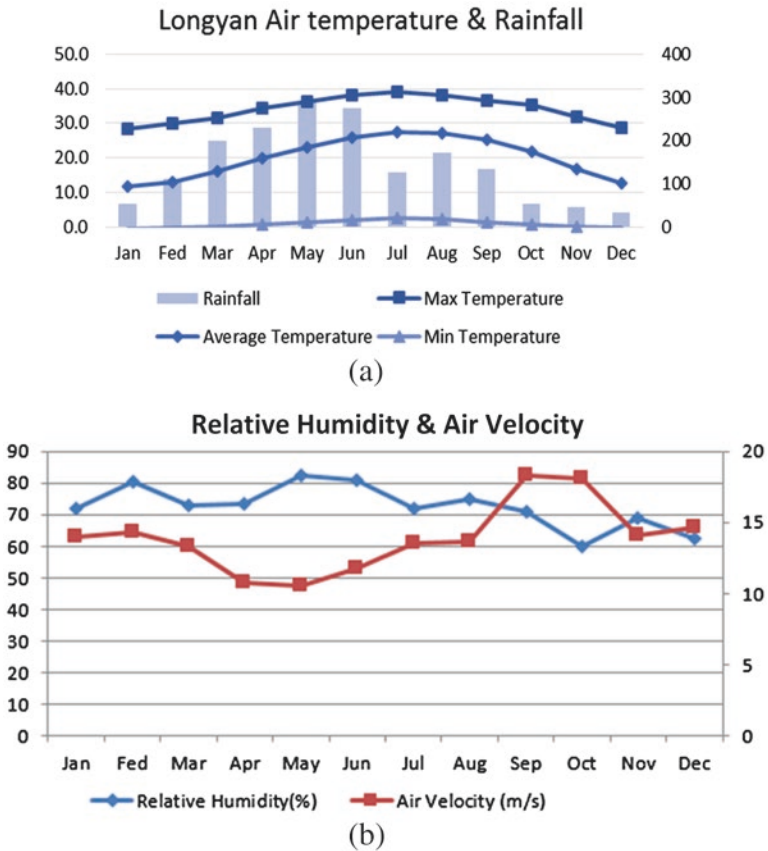 Longyan Air temperature & Rainfall
50.0
40.0
30.0
20.0
10.0
0.0
400
300
200
100
0
Jan Fed Mar Apr May Jun Jul Aug Sep Oct Nov Dec
Rainfall Max Temperature
Average Temperature Min Temperature
(a)
Relative Humidity & Air Velocity
90
80
70
60
50
40
30
20
10
0
20
15
10
5
0
Jan Fed Mar Apr May Jun Jul Aug Sep Oct Nov Dec
Relative Humidity(%) Air Velocity (m/s)
(b)